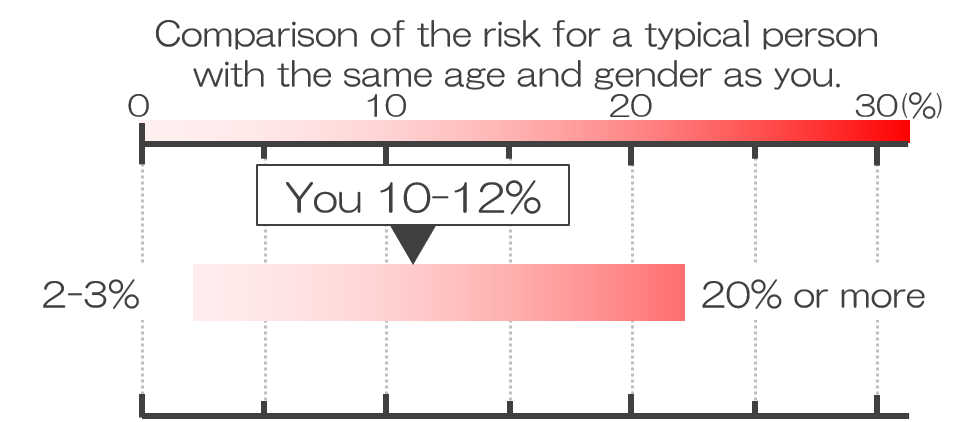 Comparison of the risk for a typical person
with the same age and gender as you.
0 10 20 30(%)
You 10-12%
2-3% 20% or more